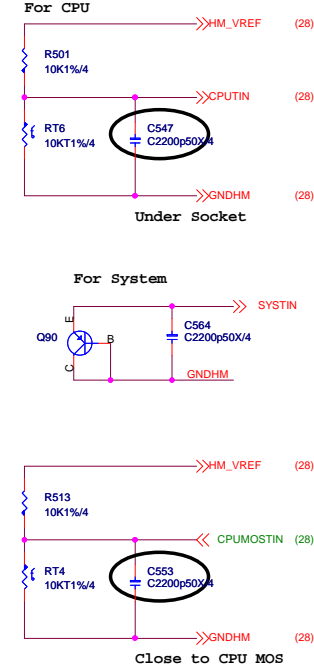 For CPU
HM_VREF (28)
R501
10K1%/4
CPUTIN (28)
RT6
10KT1%/4
C547
C2200p50X/4
GNDHM (28)
Under Socket
For System
SYSTIN
E
Q90
B
C
C564
C2200p50X/4
GNDHM
HM_VREF (28)
R513
10K1%/4
CPUMOSTIN (28)
RT4
10KT1%/4
C553
C2200p50X/4
GNDHM (28)
Close to CPU MOS